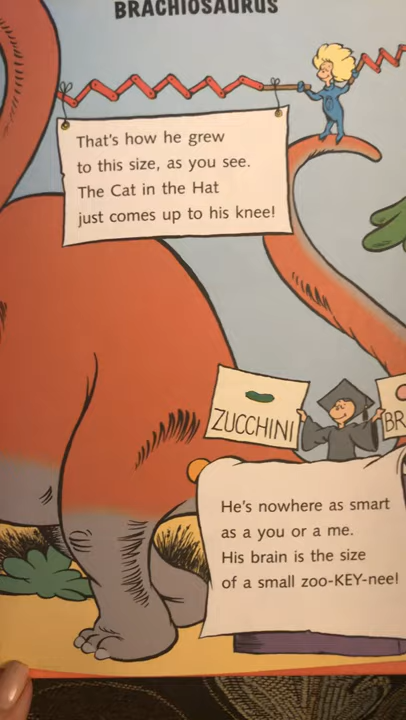 BRACHIOSAURUS
That's how he grew
to this size, as you see.
The Cat in the Hat
just comes up to his knee!
ZUCCHINI
BR
He's nowhere as smart
as a you or a me.
His brain is the size
of a small zoo-KEY-nee!